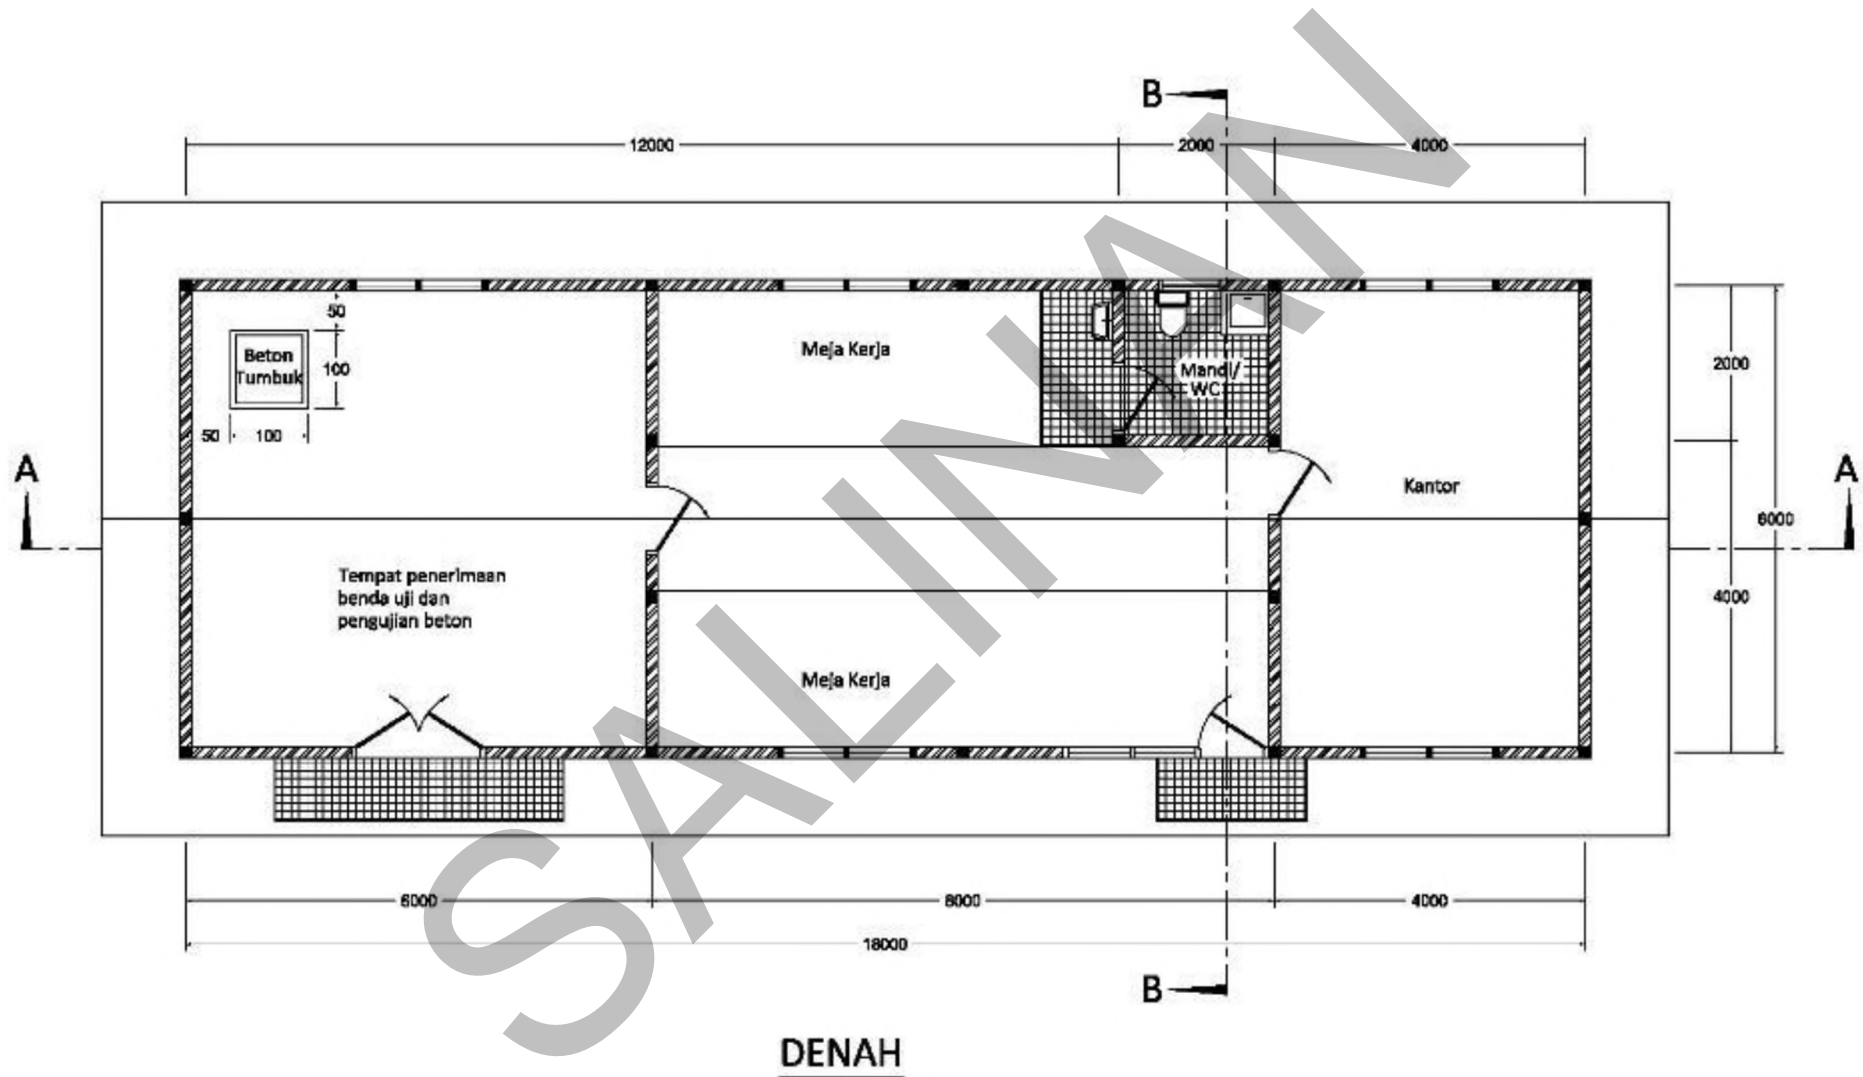 B
12000
2000
4000
50
Beton
Tumbuk
100
50
100
Meja Kerja
Mandi/
WC
2000
A
Kantor
A
6000
Tempat penerimaan
benda uji dan
pengujian beton
4000
Meja Kerja
6000
8000
4000
18000
B
DENAH
SALINAN